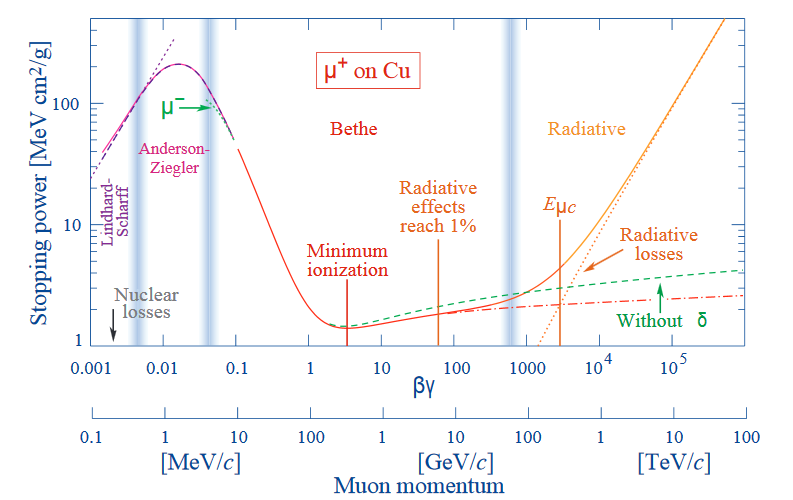 Stopping power [MeV cm²/g]
100
10
1
μ⁺ on Cu
μ⁻
Bethe
Radiative
Anderson-
Ziegler
Lindhard-
Scharff
Radiative
effects
reach 1%
Eμc
Radiative
losses
Minimum
ionization
Nuclear
losses
Without δ
0.001
0.01
0.1
1
10
100
1000
10⁴
10⁵
βγ
0.1
1
10
100
1
10
100
1
10
100
[MeV/c]
[GeV/c]
[TeV/c]
Muon momentum